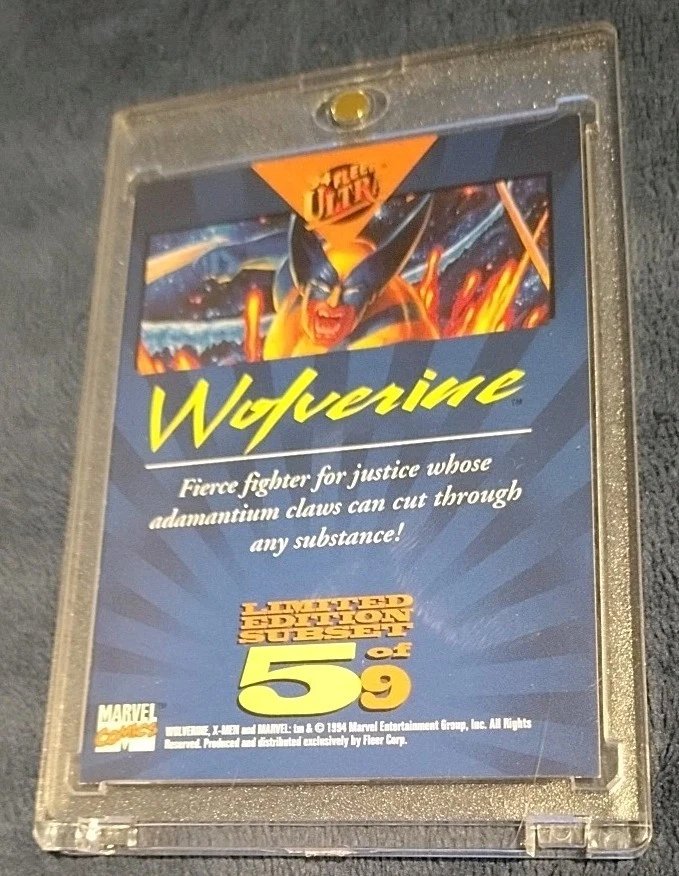 '94 FLEER
ULTRA
Wolverine™
Fierce fighter for justice whose
adamantium claws can cut through
any substance!
LIMITED
EDITION
SUBSET
5 of 9
MARVEL
COMICS
WOLVERINE, X-MEN and MARVEL: tm & © 1994 Marvel Entertainment Group, Inc. All Rights
Reserved. Produced and distributed exclusively by Fleer Corp.